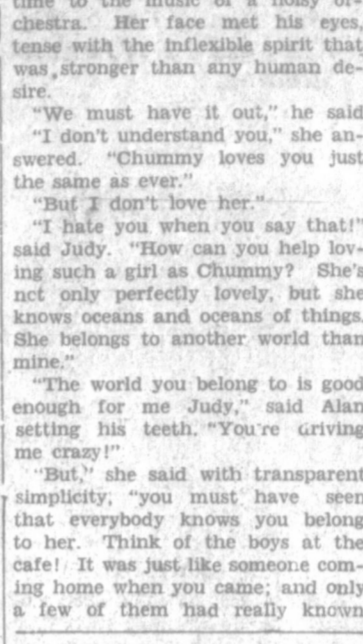 time to the music of a noisy or-
chestra. Her face met his eyes,
tense with the inflexible spirit that
was stronger than any human de-
sire.
"We must have it out," he said
"I don't understand you," she an-
swered. "Chummy loves you just
the same as ever."
"But I don't love her."
"I hate you when you say that!"
said Judy. "How can you help lov-
ing such a girl as Chummy? She's
not only perfectly lovely, but she
knows oceans and oceans of things.
She belongs to another world than
mine."
"The world you belong to is good
enough for me Judy," said Alan
setting his teeth. "You're driving
me crazy!"
"But," she said with transparent
simplicity, "you must have seen
that everybody knows you belong
to her. Think of the boys at the
cafe! It was just like someone com-
ing home when you came; and only
a few of them had really known